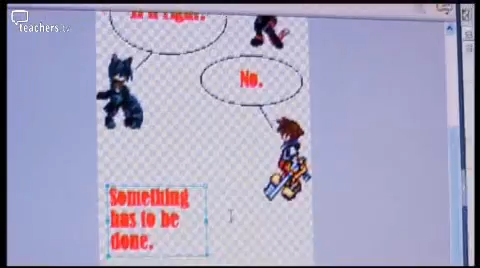 teachers tv
No.
Something
has to be
done.